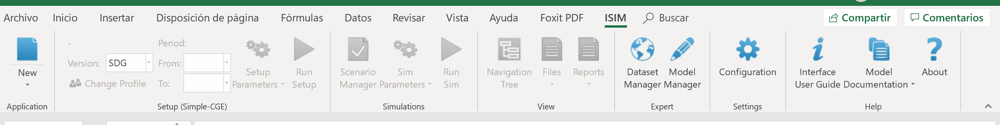 Archivo Inicio Insertar Disposición de página Fórmulas Datos Revisar Vista Ayuda Foxit PDF ISIM Buscar Compartir Comentarios
New
Application
-
Version: SDG
Change Profile
Period:
From:
To:
Setup
Parameters
Run
Setup
Setup (Simple-CGE)
Scenario
Manager
Sim
Parameters
Run
Sim
Simulations
Navigation
Tree
Files
Reports
View
Dataset
Manager
Model
Manager
Expert
Configuration
Settings
Interface
User Guide
Model
Documentation
About
Help